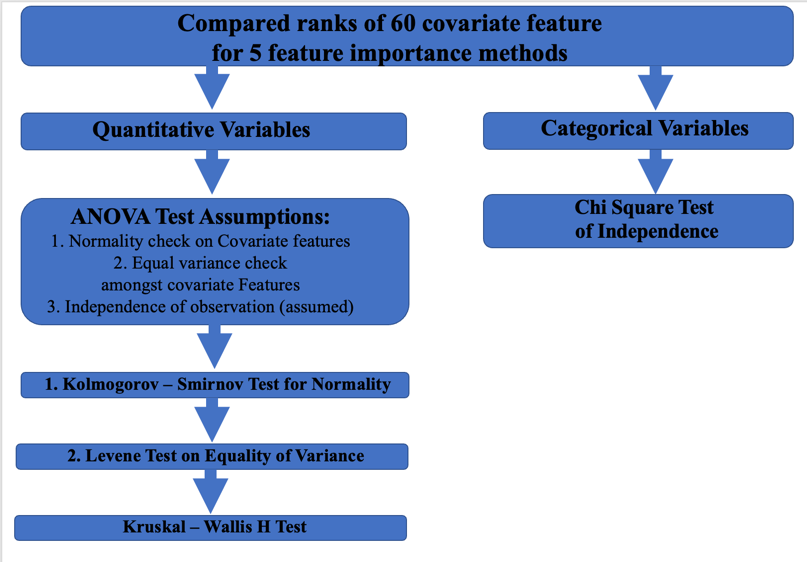 Compared ranks of 60 covariate feature
for 5 feature importance methods
Quantitative Variables
Categorical Variables
ANOVA Test Assumptions:
1. Normality check on Covariate features
2. Equal variance check
amongst covariate Features
3. Independence of observation (assumed)
Chi Square Test
of Independence
1. Kolmogorov – Smirnov Test for Normality
2. Levene Test on Equality of Variance
Kruskal – Wallis H Test